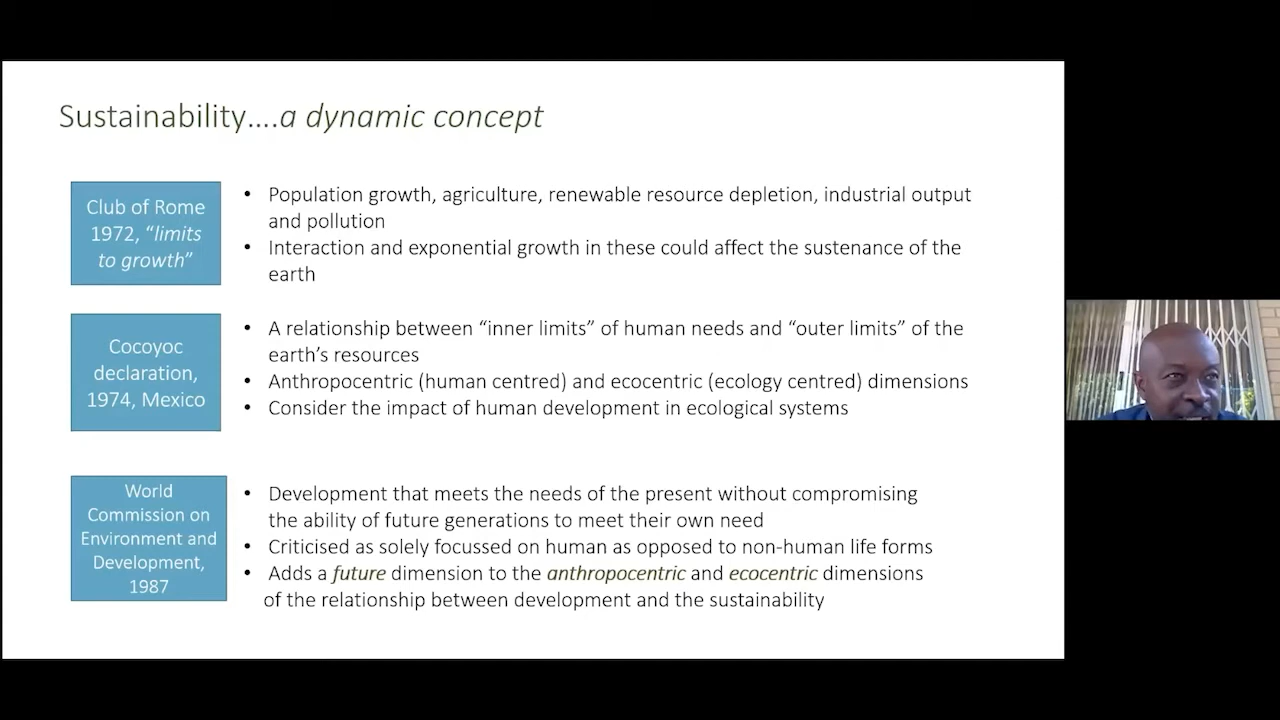 Sustainability....a dynamic concept
Club of Rome
1972, “limits
to growth”
• Population growth, agriculture, renewable resource depletion, industrial output
and pollution
• Interaction and exponential growth in these could affect the sustenance of the
earth
Cocoyoc
declaration,
1974, Mexico
• A relationship between “inner limits” of human needs and “outer limits” of the
earth’s resources
• Anthropocentric (human centred) and ecocentric (ecology centred) dimensions
• Consider the impact of human development in ecological systems
World
Commission on
Environment and
Development,
1987
• Development that meets the needs of the present without compromising
the ability of future generations to meet their own need
• Criticised as solely focussed on human as opposed to non-human life forms
• Adds a future dimension to the anthropocentric and ecocentric dimensions
of the relationship between development and the sustainability